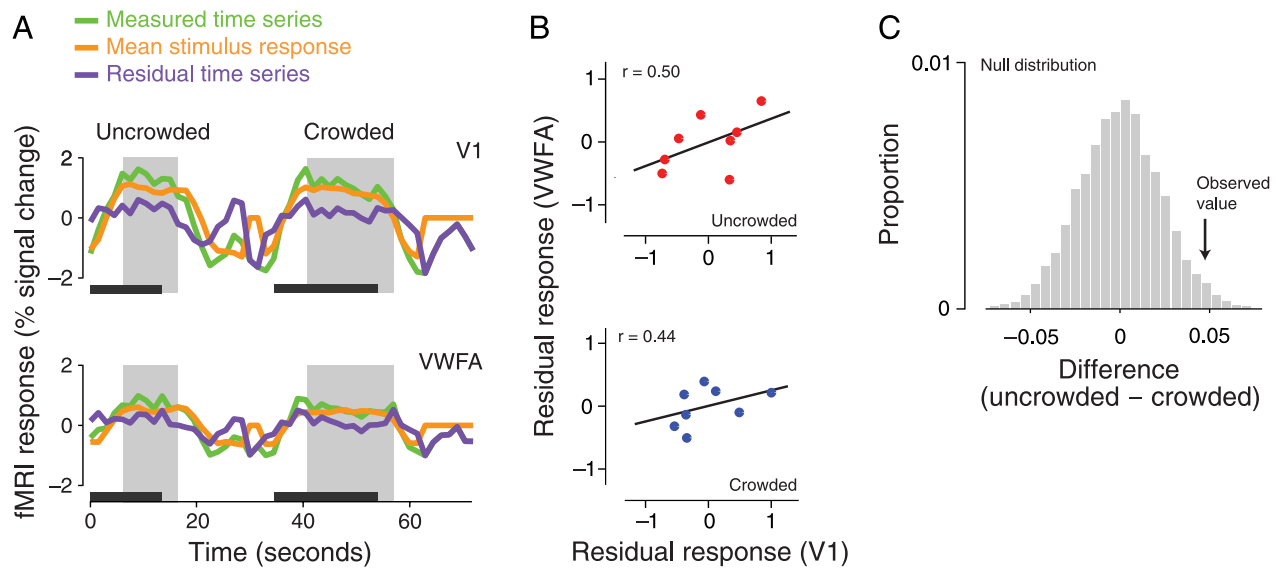 A
Measured time series
Mean stimulus response
Residual time series
Uncrowded
Crowded
V1
2
0
−2
VWFA
2
0
−2
fMRI response (% signal change)
0
20
40
60
Time (seconds)
B
r = 0.50
1
0
−1
Uncrowded
−1
0
1
Residual response (VWFA)
r = 0.44
1
0
−1
Crowded
−1
0
1
Residual response (V1)
C
0.01
Null distribution
Observed
value
Proportion
0
−0.05
0
0.05
Difference
(uncrowded − crowded)